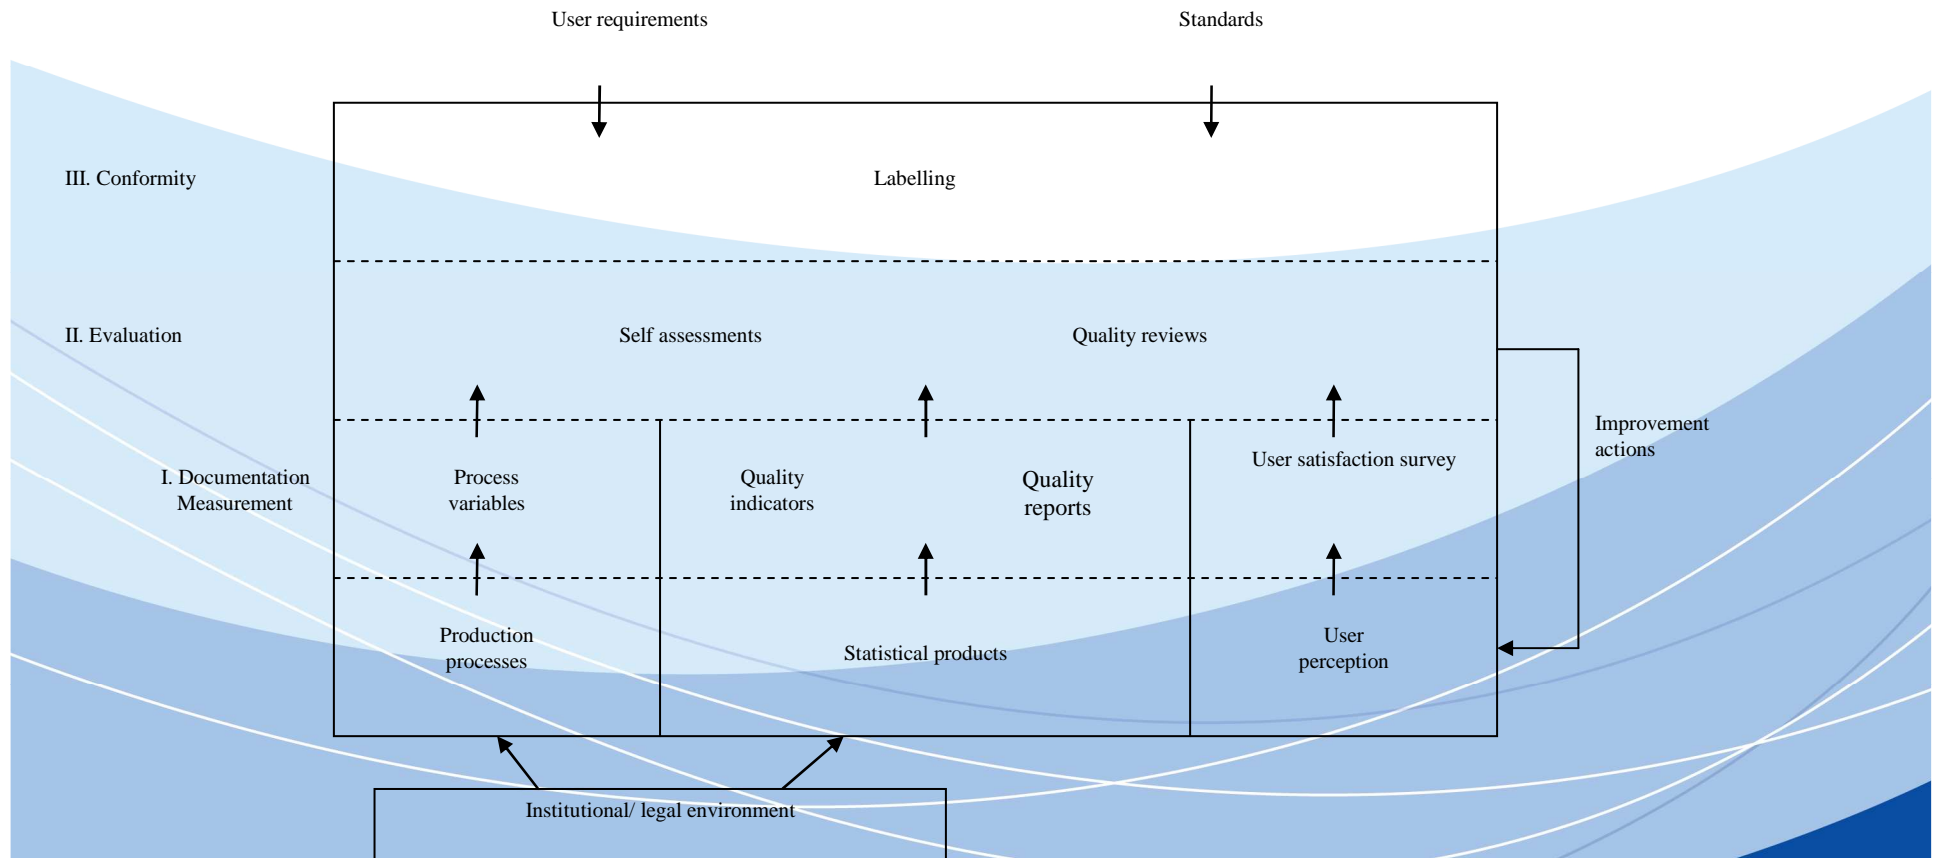 User requirements
Standards
III. Conformity
Labelling
II. Evaluation
Self assessments
Quality reviews
Improvement
actions
I. Documentation
Measurement
Process
variables
Quality
indicators
Quality
reports
User satisfaction survey
Production
processes
Statistical products
User
perception
Institutional/ legal environment